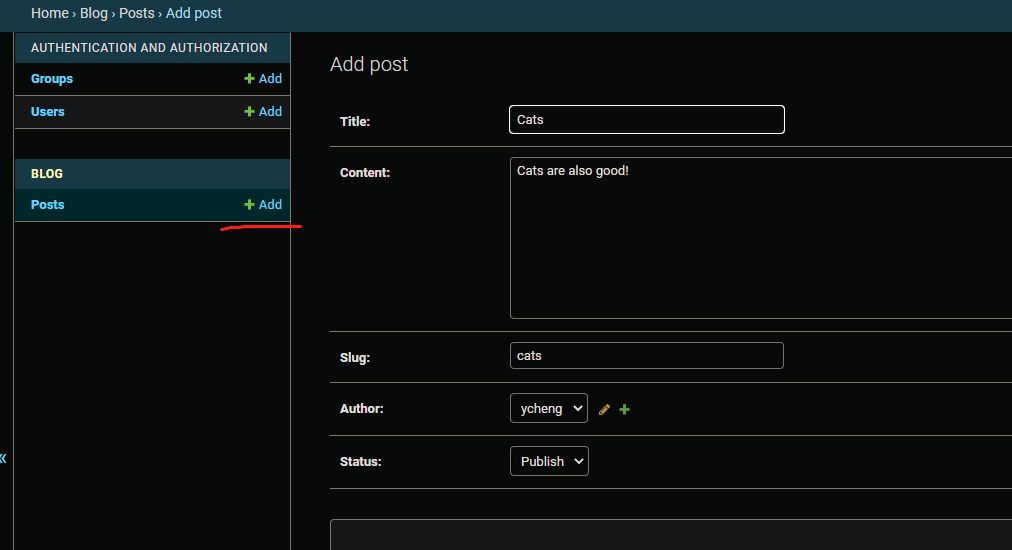 Home › Blog › Posts › Add post
AUTHENTICATION AND AUTHORIZATION
Groups + Add
Users + Add
BLOG
Posts + Add
«
Add post
Title: Cats
Content: Cats are also good!
Slug: cats
Author: ycheng
Status: Publish